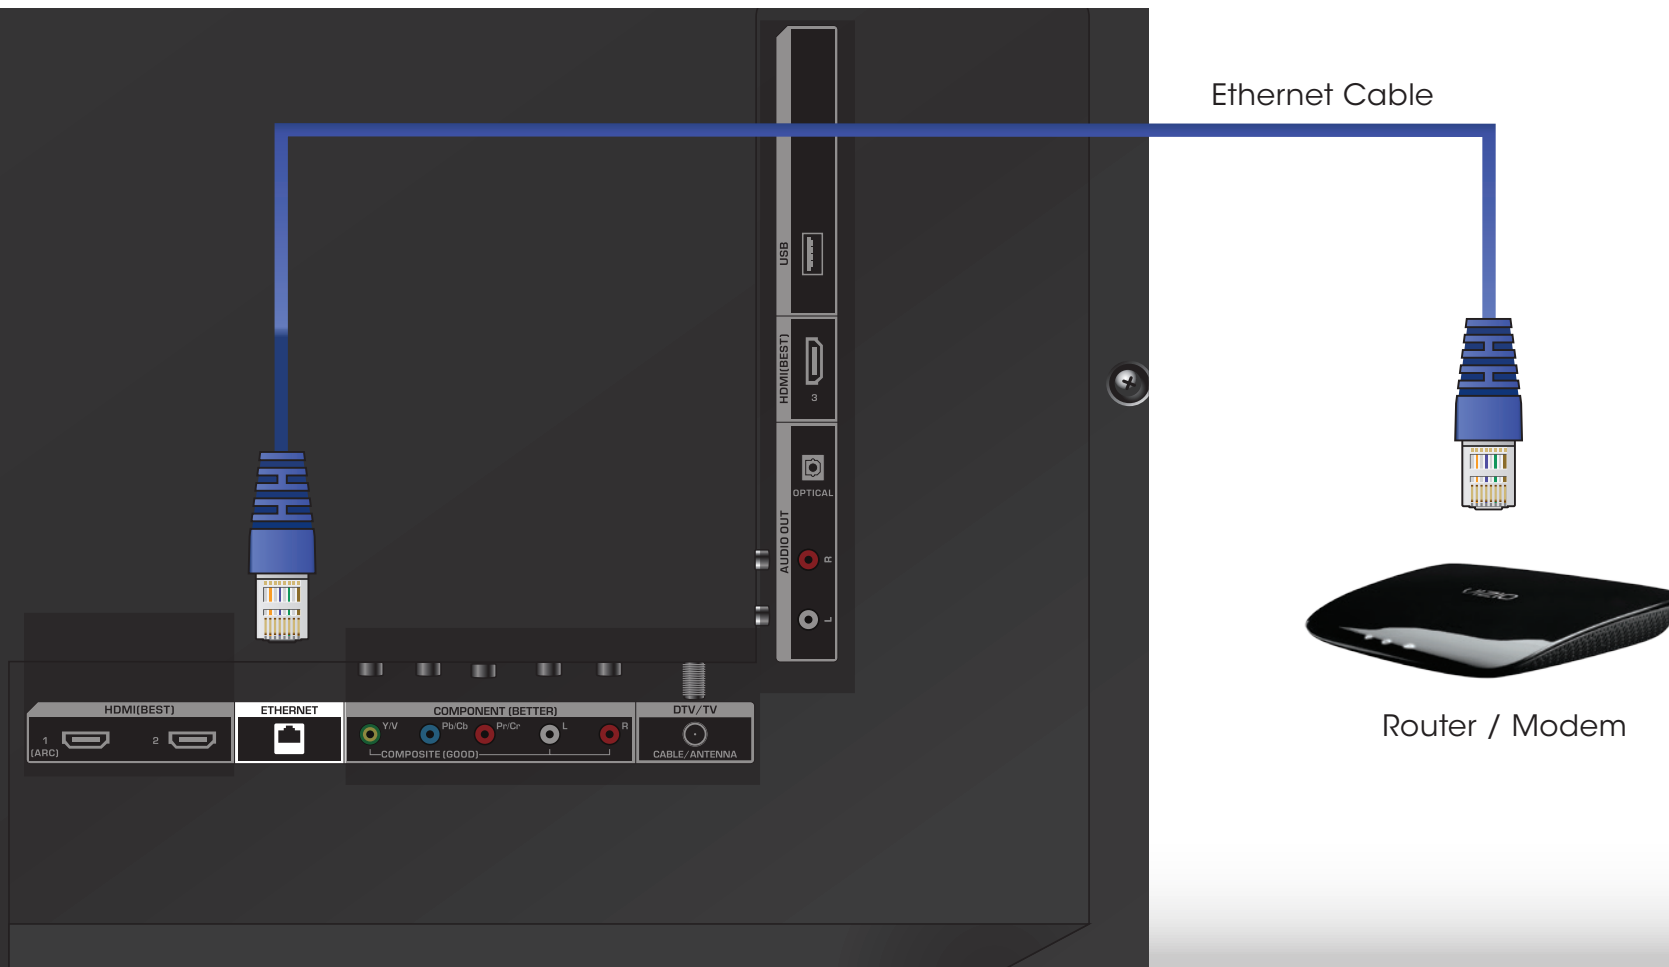 Ethernet Cable
USB
HDMI(BEST)
3
OPTICAL
AUDIO OUT
R
L
VIZIO
Router / Modem
HDMI(BEST)
1
(ARC)
2
ETHERNET
COMPONENT (BETTER)
Y/V
Pb/Cb
Pr/Cr
L
R
COMPOSITE (GOOD)
DTV/TV
CABLE/ANTENNA